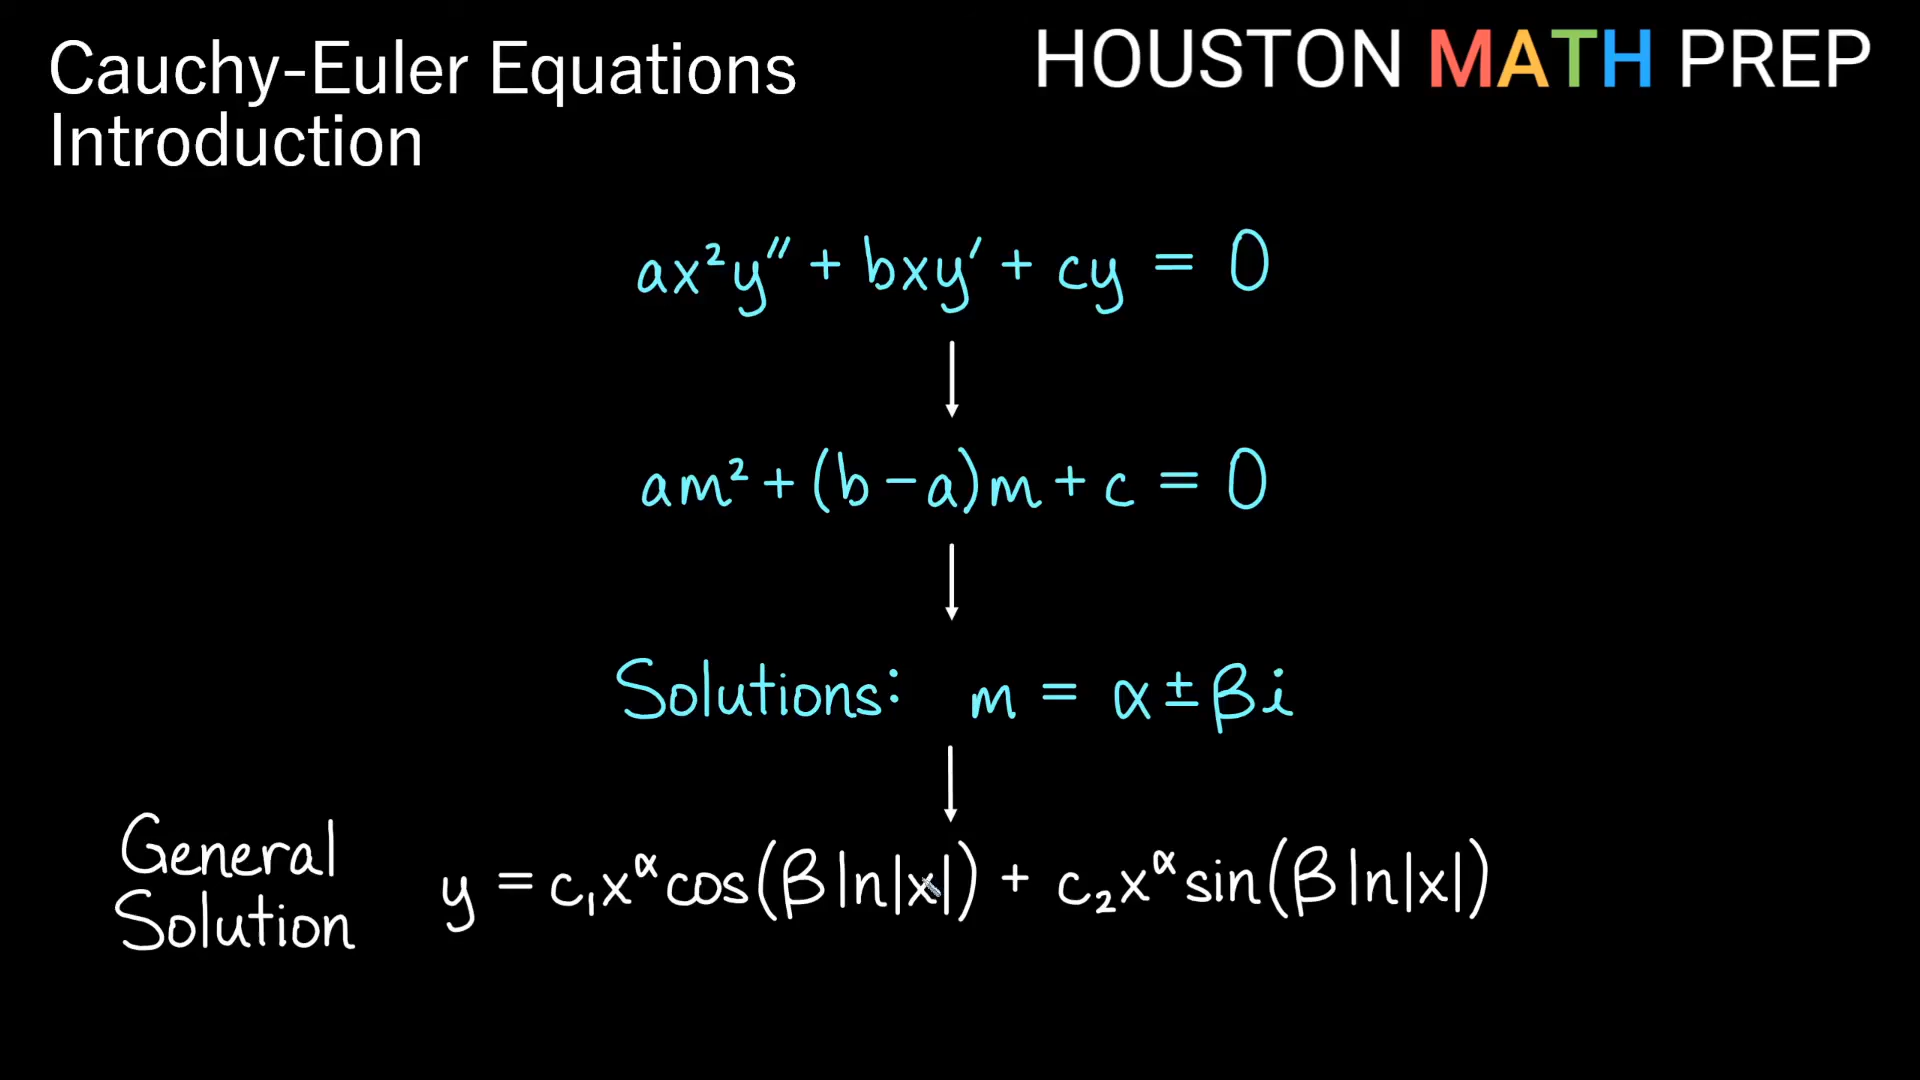 Cauchy-Euler Equations
Introduction
HOUSTON MATH PREP
ax²y″ + bxy′ + cy = 0
am² + (b - a)m + c = 0
Solutions: m = α ± βi
General
Solution
y = c₁x^α cos(β ln|x|) + c₂x^α sin(β ln|x|)